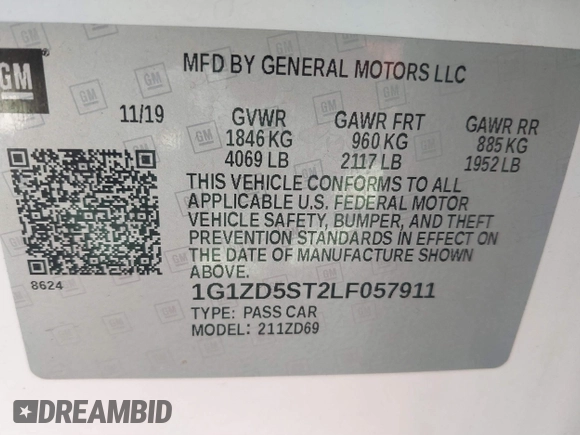 GM
MFD BY GENERAL MOTORS LLC
11/19
GVWR
1846 KG
4069 LB
GAWR FRT
960 KG
2117 LB
GAWR RR
885 KG
1952 LB
THIS VEHICLE CONFORMS TO ALL
APPLICABLE U.S. FEDERAL MOTOR
VEHICLE SAFETY, BUMPER, AND THEFT
PREVENTION STANDARDS IN EFFECT ON
THE DATE OF MANUFACTURE SHOWN
ABOVE.
8624
1G1ZD5ST2LF057911
TYPE: PASS CAR
MODEL: 211ZD69
DREAMBID